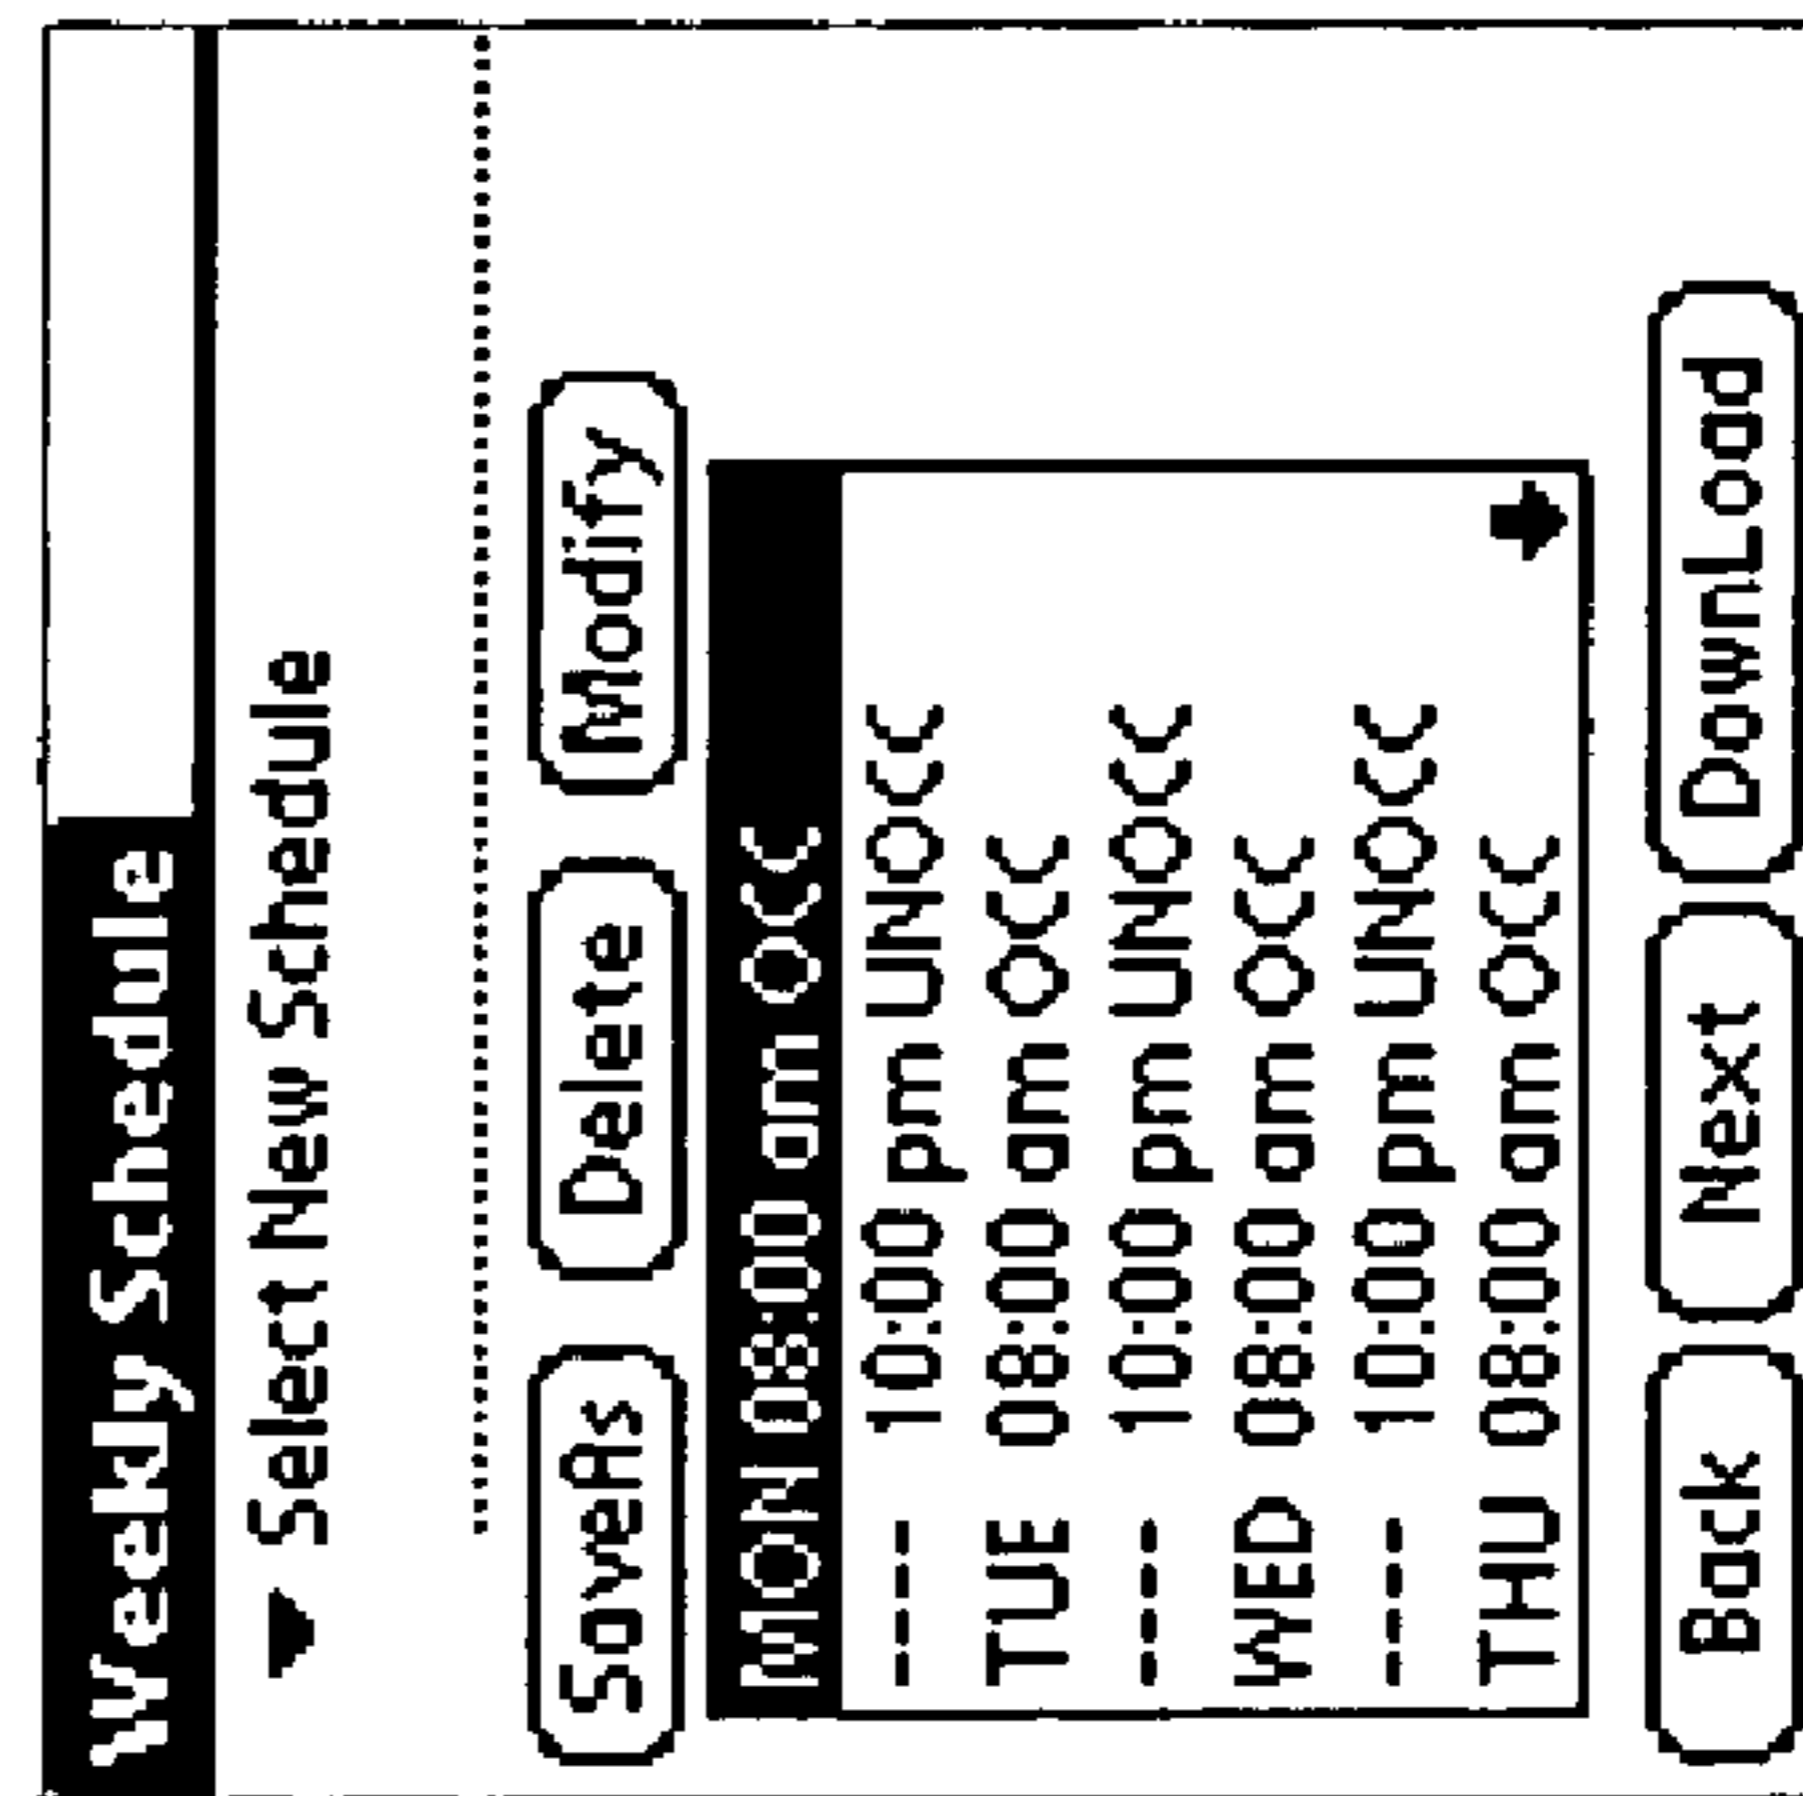 Weekly Schedule
Select New Schedule
SaveAs Delete Modify
MON 08:00 am OCC
---- 10:00 pm UNOCC
TUE 08:00 am OCC
---- 10:00 pm UNOCC
WED 08:00 am OCC
---- 10:00 pm UNOCC
THU 08:00 am OCC
Back Next DownLoad